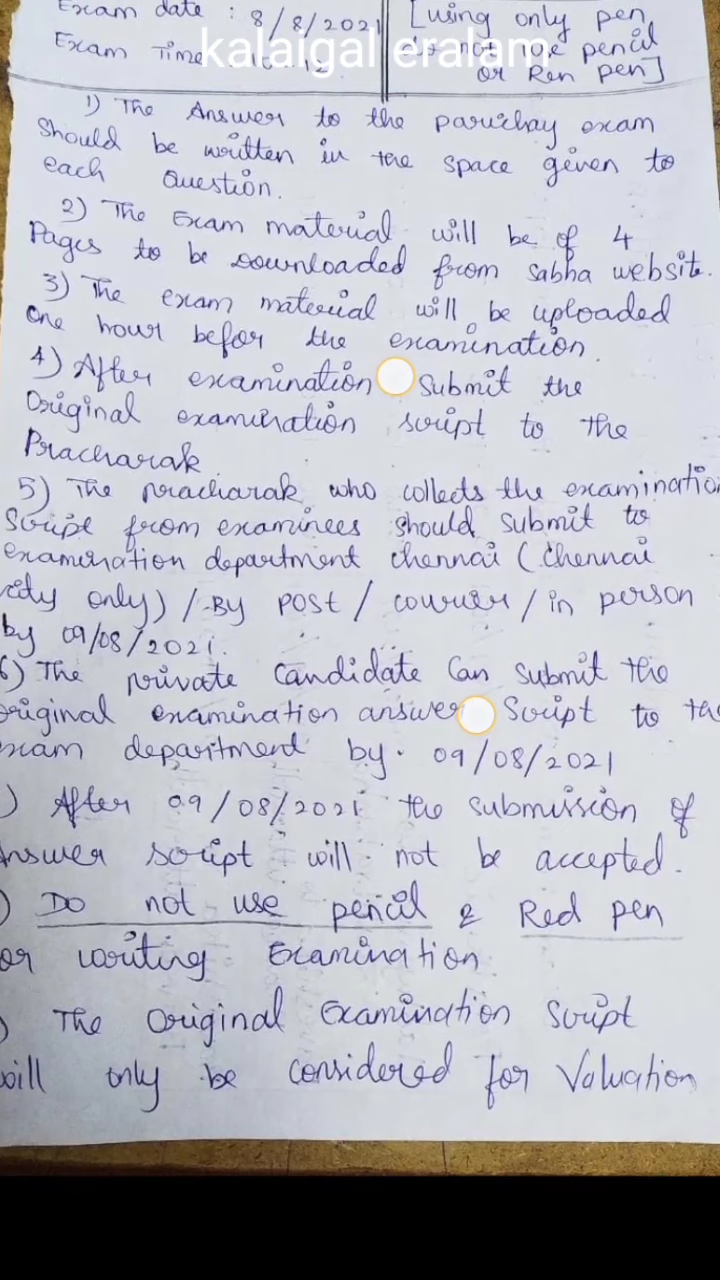 Exam date : 8/8/2021
[using only pen
Exam Time
not use pencil
or Ren pen]
kalaigal eralam
1) The Answer to the parichay exam
Should be written in the space given to
each Question.
2) The Exam material will be of 4
Pages to be Downloaded from sabha website.
3) The exam material will be uploaded
one hour befor the examination.
4) After examination Submit the
Original examination script to the
Pracharak
5) The pracharak who collects the examinatio
Script from examinees should submit to
examination department chennai (chennai
city only) / By post / courier / in person
by 09/08/2021.
6) The private candidate can submit the
original examination answer Script to the
exam department by. 09/08/2021
) After 09/08/2021 the submission of
Answer script will not be accepted.
) Do not use pencil & Red pen
or writing Examination
) The Original Examination Script
will only be considered for Valuation